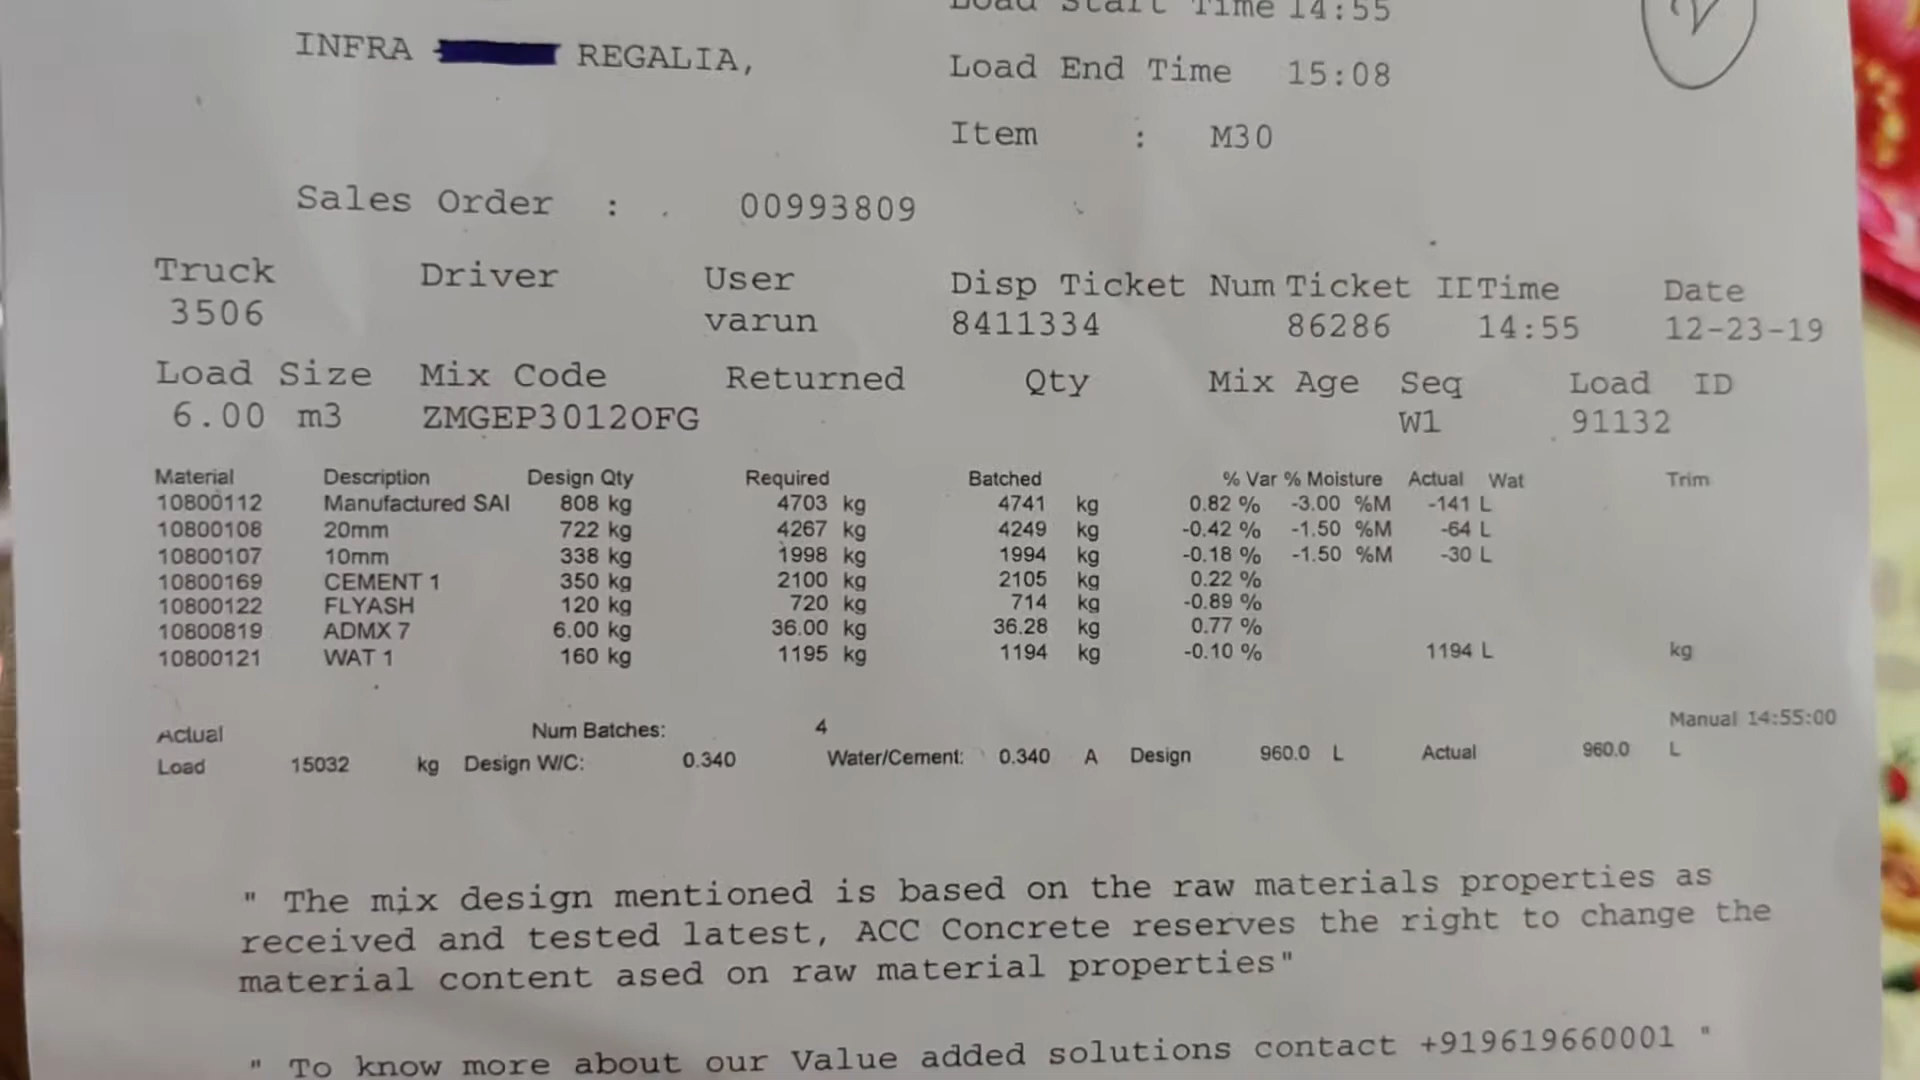 Load Start Time 14:55
INFRA REGALIA,
Load End Time 15:08
Item : M30
Sales Order : 00993809
Truck Driver User Disp Ticket Num Ticket IDTime Date
3506 varun 8411334 86286 14:55 12-23-19
Load Size Mix Code Returned Qty Mix Age Seq Load ID
6.00 m3 ZMGEP3012OFG W1 91132
Material Description Design Qty Required Batched % Var % Moisture Actual Wat Trim
10800112 Manufactured SAI 808 kg 4703 kg 4741 kg 0.82 % -3.00 %M -141 L
10800108 20mm 722 kg 4267 kg 4249 kg -0.42 % -1.50 %M -64 L
10800107 10mm 338 kg 1998 kg 1994 kg -0.18 % -1.50 %M -30 L
10800169 CEMENT 1 350 kg 2100 kg 2105 kg 0.22 %
10800122 FLYASH 120 kg 720 kg 714 kg -0.89 %
10800819 ADMX 7 6.00 kg 36.00 kg 36.28 kg 0.77 %
10800121 WAT 1 160 kg 1195 kg 1194 kg -0.10 % 1194 L kg
Actual Num Batches: 4 Manual 14:55:00
Load 15032 kg Design W/C: 0.340 Water/Cement: 0.340 A Design 960.0 L Actual 960.0 L
" The mix design mentioned is based on the raw materials properties as
received and tested latest, ACC Concrete reserves the right to change the
material content ased on raw material properties"
" To know more about our Value added solutions contact +919619660001 "